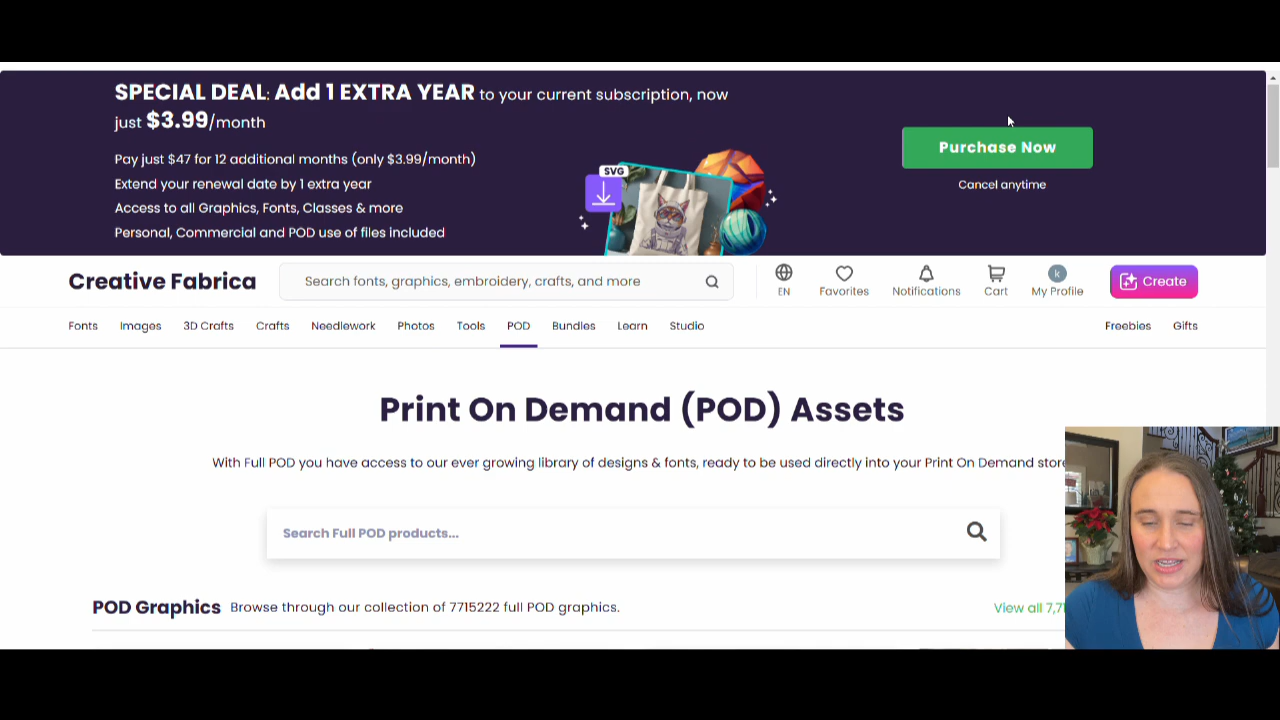 SPECIAL DEAL: Add 1 EXTRA YEAR to your current subscription, now
just $3.99/month
Pay just $47 for 12 additional months (only $3.99/month)
Extend your renewal date by 1 extra year
Access to all Graphics, Fonts, Classes & more
Personal, Commercial and POD use of files included
SVG
Purchase Now
Cancel anytime
Creative Fabrica
Search fonts, graphics, embroidery, crafts, and more
EN
Favorites
Notifications
Cart
k
My Profile
Create
Fonts Images 3D Crafts Crafts Needlework Photos Tools POD Bundles Learn Studio Freebies Gifts
Print On Demand (POD) Assets
With Full POD you have access to our ever growing library of designs & fonts, ready to be used directly into your Print On Demand store
Search Full POD products...
POD Graphics Browse through our collection of 7715222 full POD graphics. View all